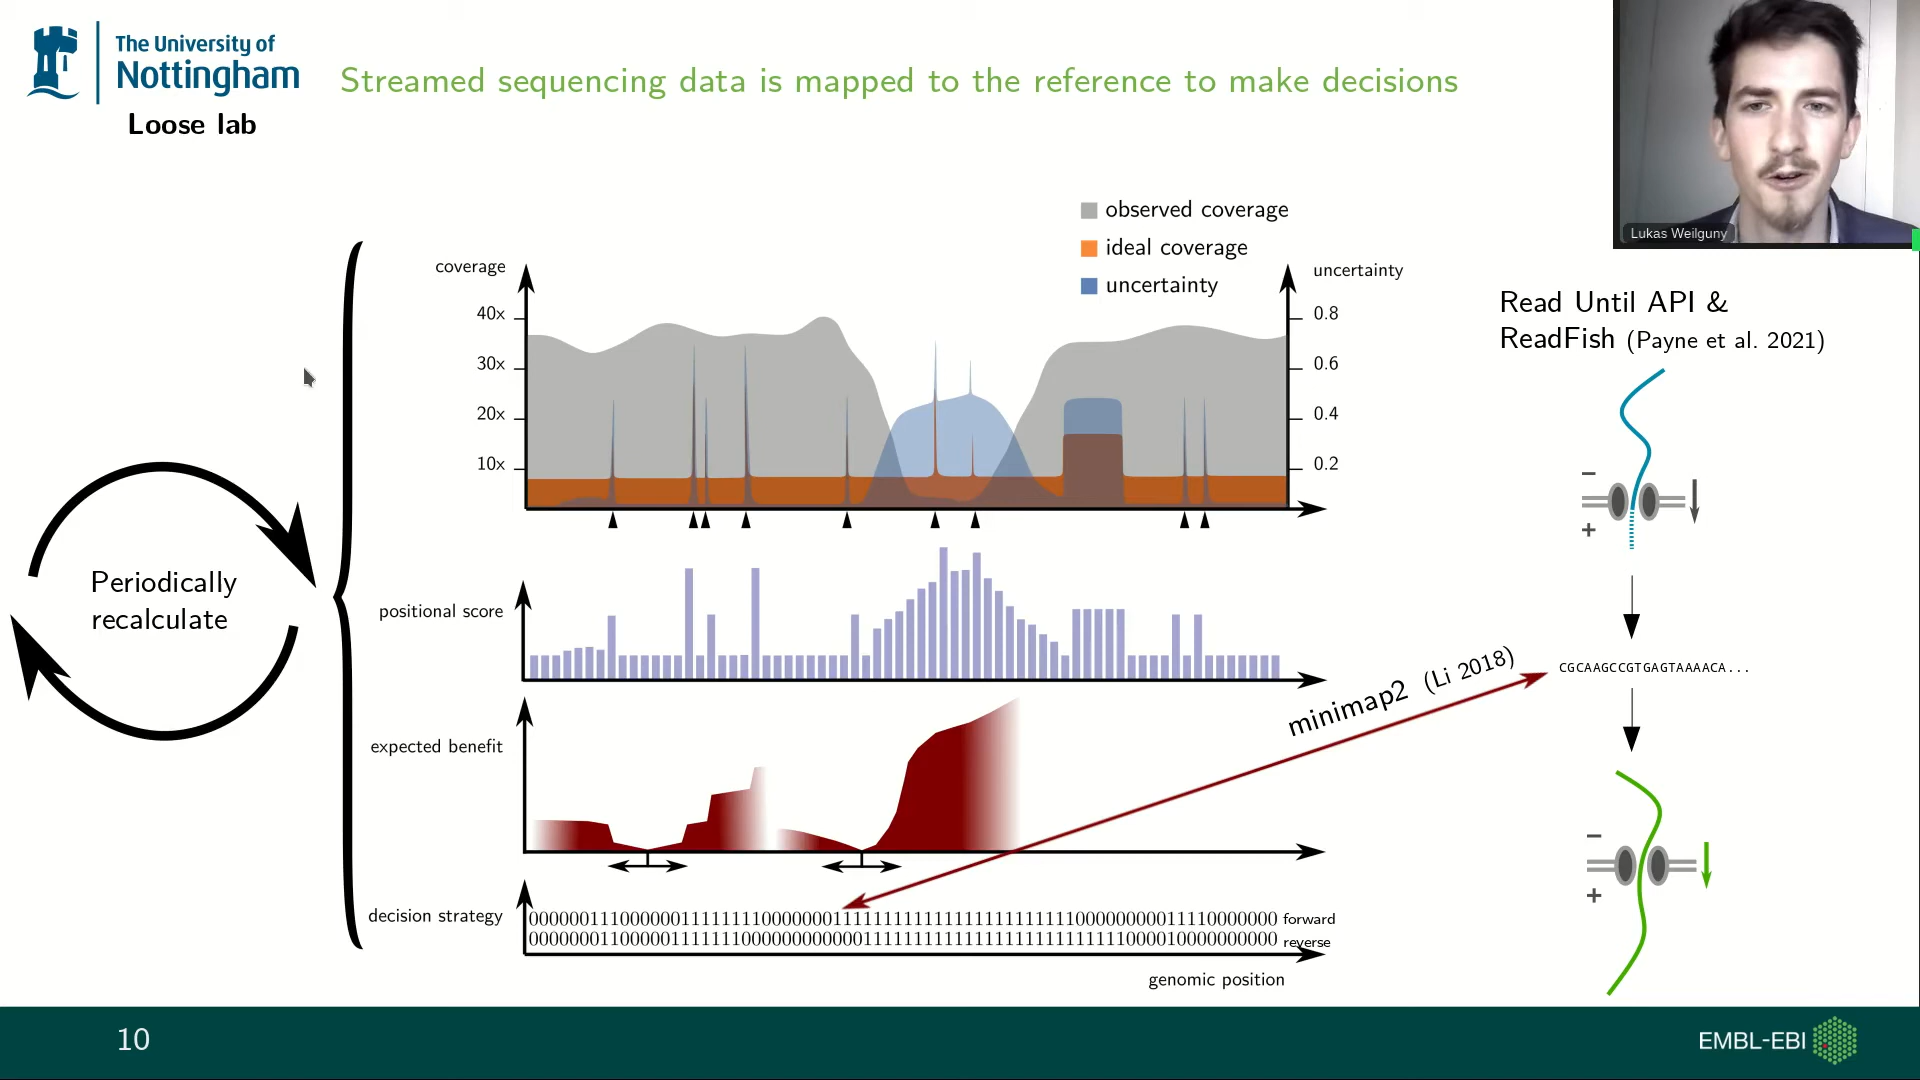 The University of
Nottingham
Loose lab
Streamed sequencing data is mapped to the reference to make decisions
Lukas Weilguny
observed coverage
ideal coverage
uncertainty
coverage
uncertainty
40x
30x
20x
10x
0.8
0.6
0.4
0.2
Read Until API &
ReadFish (Payne et al. 2021)
−
+
Periodically
recalculate
positional score
minimap2 (Li 2018)
CGCAAGCCGTGAGTAAAACA...
expected benefit
−
+
decision strategy
forward
reverse
genomic position
10
EMBL-EBI